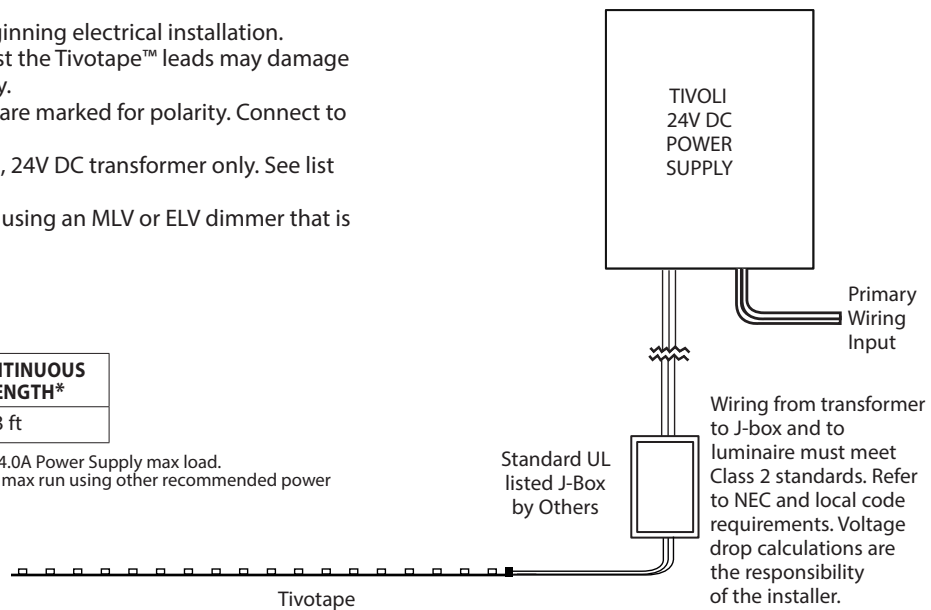 inning electrical installation.
st the Tivotape™ leads may damage
y.
are marked for polarity. Connect to
, 24V DC transformer only. See list
using an MLV or ELV dimmer that is
TINUOUS
ENGTH*
ft
4.0A Power Supply max load.
max run using other recommended power
TIVOLI
24V DC
POWER
SUPPLY
Primary
Wiring
Input
Standard UL
listed J-Box
by Others
Wiring from transformer
to J-box and to
luminaire must meet
Class 2 standards. Refer
to NEC and local code
requirements. Voltage
drop calculations are
the responsibility
of the installer.
Tivotape